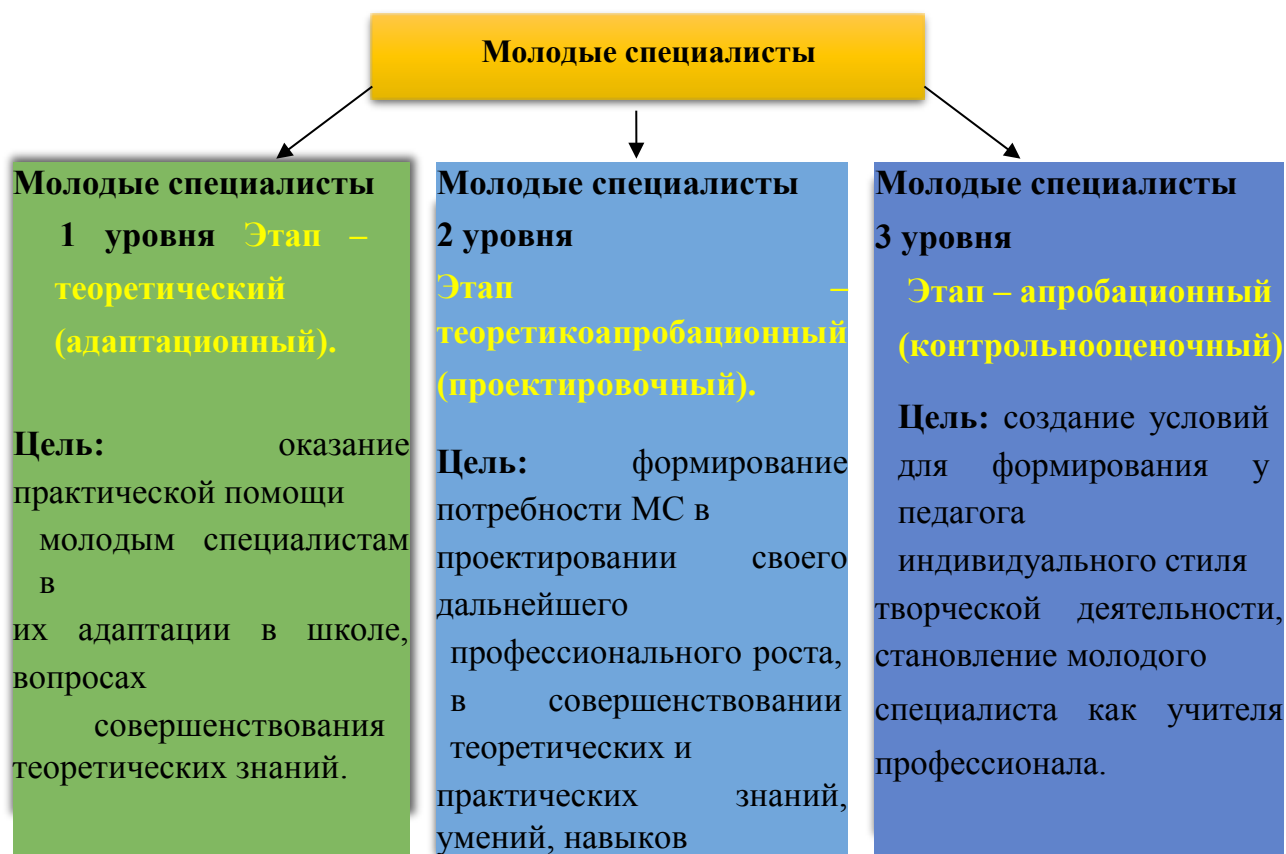 Молодые специалисты
Молодые специалисты
1 уровня Этап –
теоретический
(адаптационный).
Цель: оказание
практической помощи
молодым специалистам
в
их адаптации в школе,
вопросах
совершенствования
теоретических знаний.
Молодые специалисты
2 уровня
Этап –
теоретикоапробационный
(проектировочный).
Цель: формирование
потребности МС в
проектировании своего
дальнейшего
профессионального роста,
в совершенствовании
теоретических и
практических знаний,
умений, навыков
Молодые специалисты
3 уровня
Этап – апробационный
(контрольнооценочный)
Цель: создание условий
для формирования у
педагога
индивидуального стиля
творческой деятельности,
становление молодого
специалиста как учителя
профессионала.